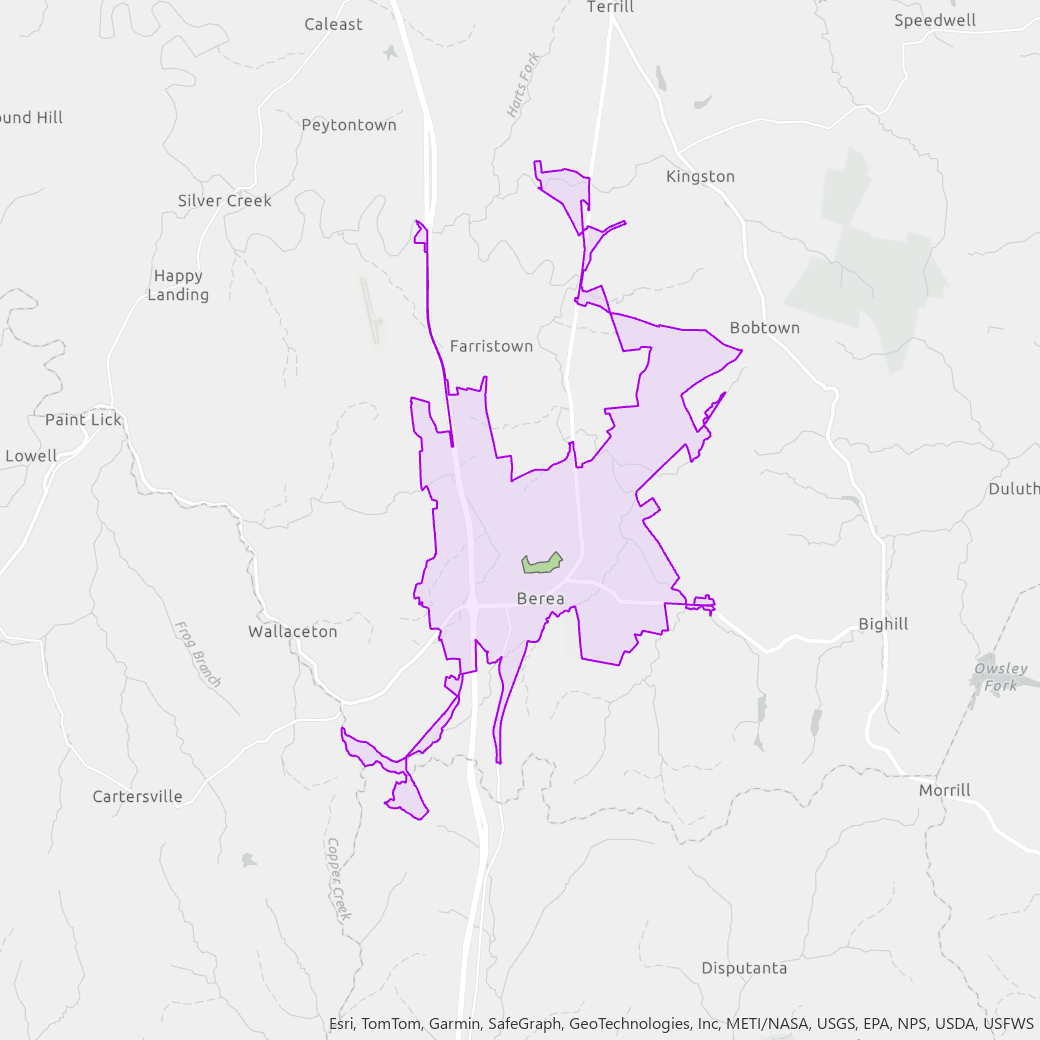 Terrill
Speedwell
Caleast
Harts Fork
Peytontown
ound Hill
Kingston
Silver Creek
Happy
Landing
Bobtown
Farristown
Paint Lick
Lowell
Duluth
Berea
Wallaceton
Bighill
Frog Branch
Owsley
Fork
Cartersville
Morrill
Copper Creek
Disputanta
Esri, TomTom, Garmin, SafeGraph, GeoTechnologies, Inc, METI/NASA, USGS, EPA, NPS, USDA, USFWS